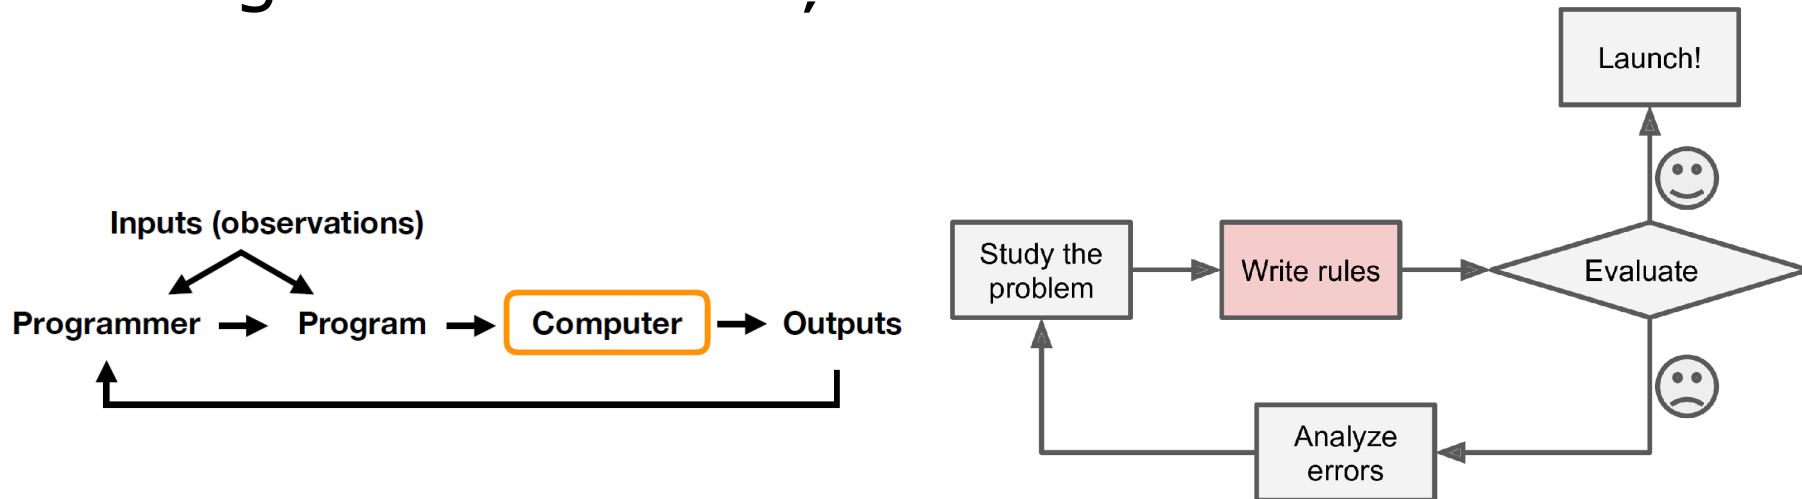 Inputs (observations)
Programmer
Program
Computer
Outputs
Launch!
Study the
problem
Write rules
Evaluate
Analyze
errors